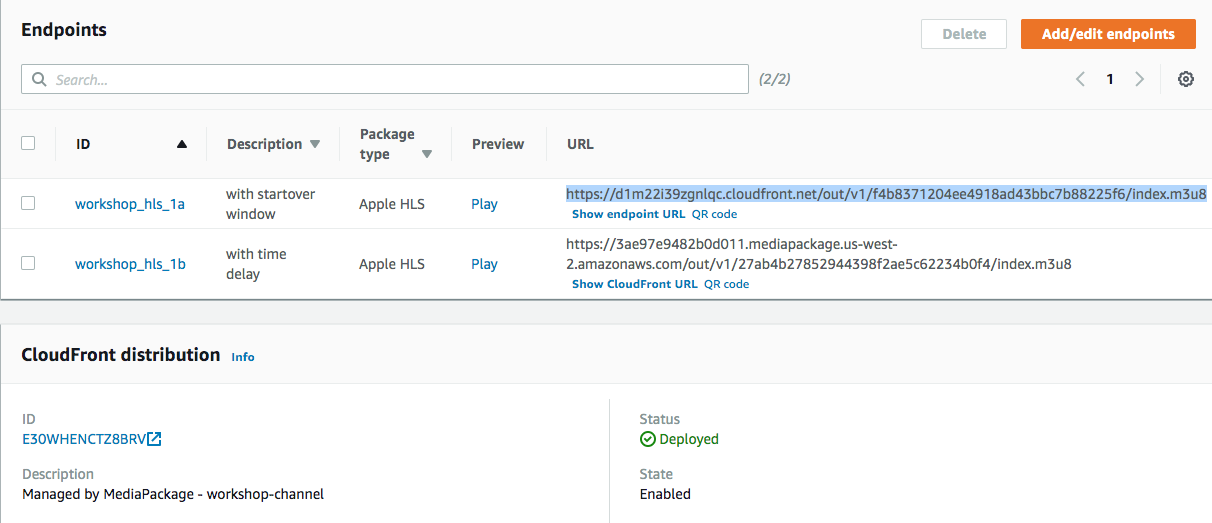 Endpoints
Delete
Add/edit endpoints
Search...
(2/2)
1
ID
Description
Package type
Preview
URL
workshop_hls_1a
with startover window
Apple HLS
Play
https://d1m22i39zgnlqc.cloudfront.net/out/v1/f4b8371204ee4918ad43bbc7b88225f6/index.m3u8
Show endpoint URL QR code
workshop_hls_1b
with time delay
Apple HLS
Play
https://3ae97e9482b0d011.mediapackage.us-west-
2.amazonaws.com/out/v1/27ab4b27852944398f2ae5c62234b0f4/index.m3u8
Show CloudFront URL QR code
CloudFront distribution Info
ID
E30WHENCTZ8BRV
Status
Deployed
Description
Managed by MediaPackage - workshop-channel
State
Enabled